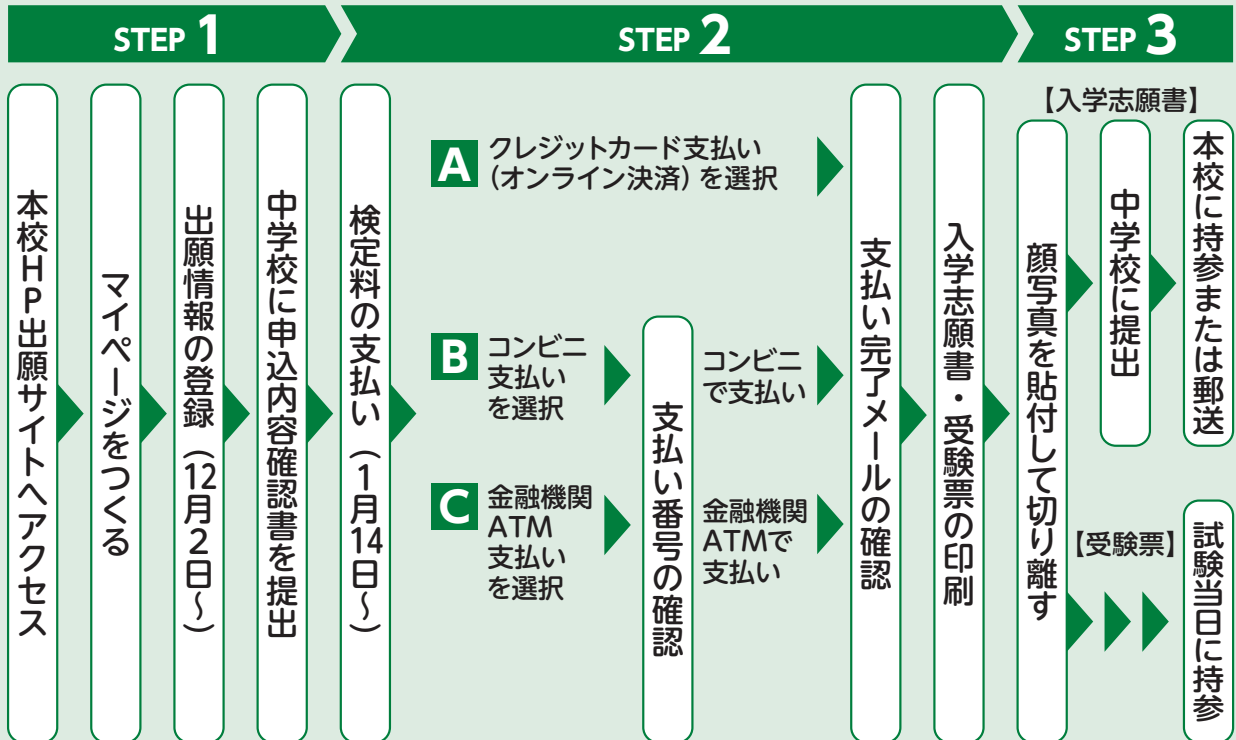 STEP 1
STEP 2
STEP 3
本校HP出願サイトへアクセス
マイページをつくる
出願情報の登録（12月2日～）
中学校に申込内容確認書を提出
検定料の支払い（1月14日～）
A
クレジットカード支払い
（オンライン決済）を選択
B
コンビニ
支払い
を選択
C
金融機関
ATM
支払い
を選択
支払い番号の確認
コンビニ
で支払い
金融機関
ATMで
支払い
支払い完了メールの確認
入学志願書・受験票の印刷
顔写真を貼付して切り離す
【入学志願書】
中学校に提出
本校に持参または郵送
【受験票】
試験当日に持参